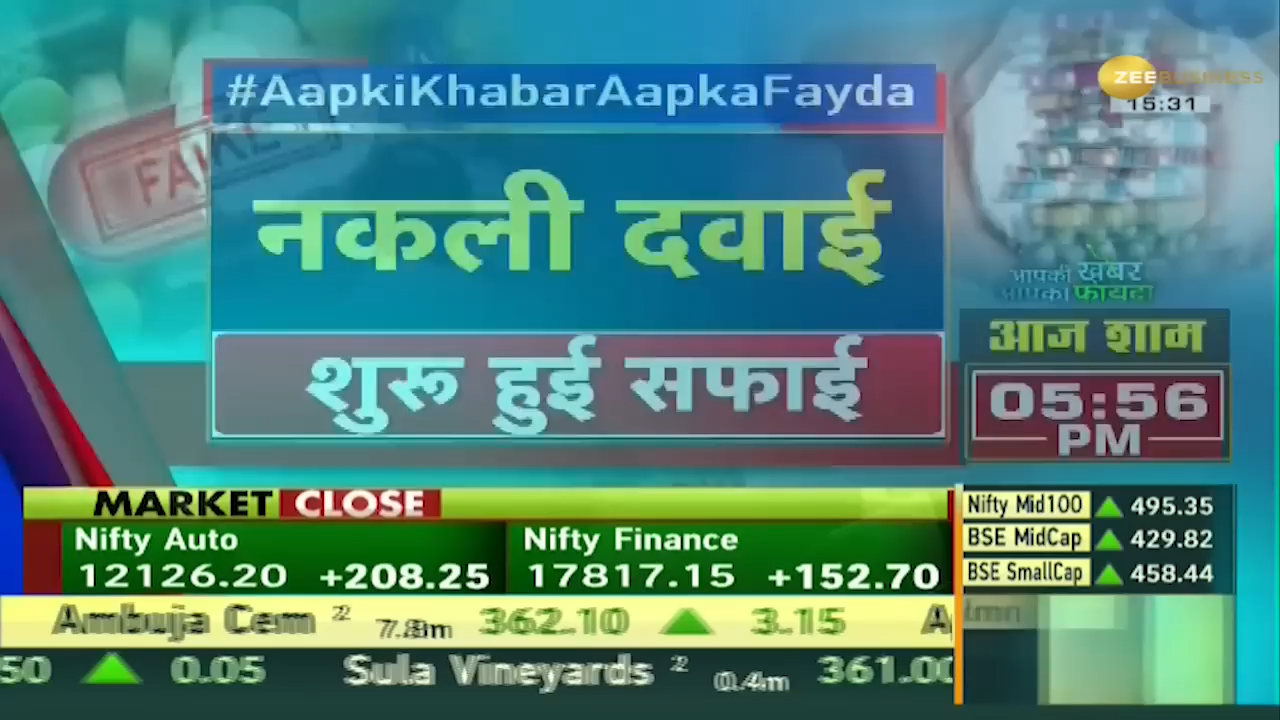 #AapkiKhabarAapkaFayda
ZEEBUSINESS
15:31
FAKE
नकली दवाई
शुरू हुई सफाई
आपकी खबर
आपका फायदा
आज शाम
05:56
PM
MARKET CLOSE
Nifty Auto
12126.20 +208.25
Nifty Finance
17817.15 +152.70
Nifty Mid100 ▲ 495.35
BSE MidCap ▲ 429.82
BSE SmallCap ▲ 458.44
Ambuja Cem 2 7.8m 362.10 ▲ 3.15
50 ▲ 0.05 Sula Vineyards 2 0.4m 361.00